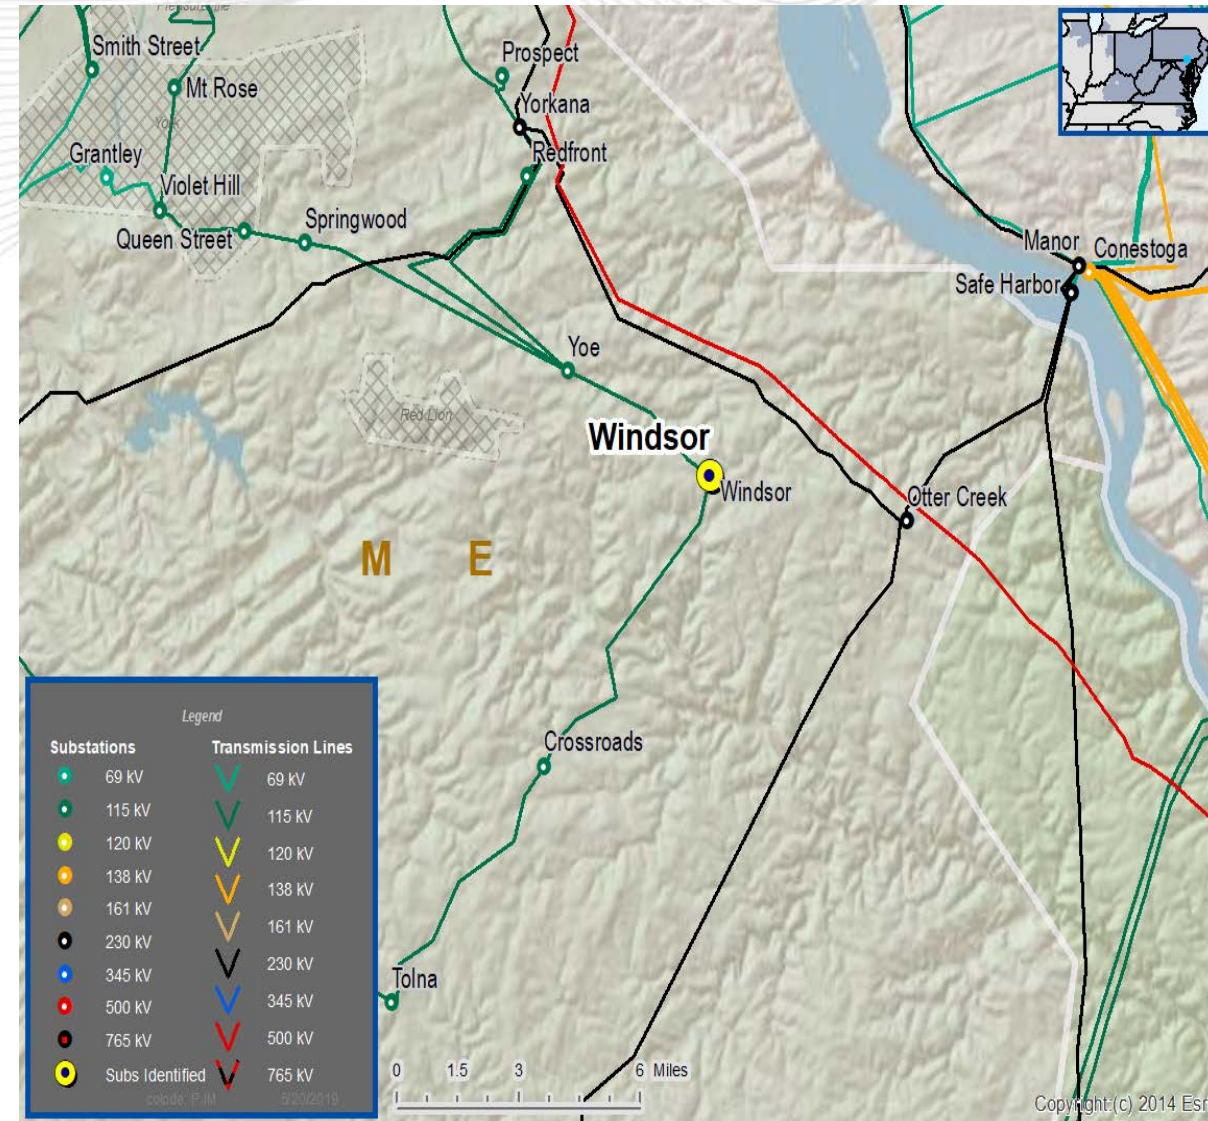 Smith Street
Mt Rose
Prospect
Yorkana
Grantley
Redfront
Violet Hill
Springwood
Queen Street
Manor
Conestoga
Safe Harbor
Yoe
Red Lion
Windsor
Windsor
Otter Creek
M E
Crossroads
Tolna
Legend
Substations
Transmission Lines
69 kV
69 kV
115 kV
115 kV
120 kV
120 kV
138 kV
138 kV
161 kV
161 kV
230 kV
230 kV
345 kV
345 kV
500 kV
500 kV
765 kV
765 kV
Subs Identified
5/20/2019
0 1.5 3 6 Miles
Copyright:(c) 2014 Esr